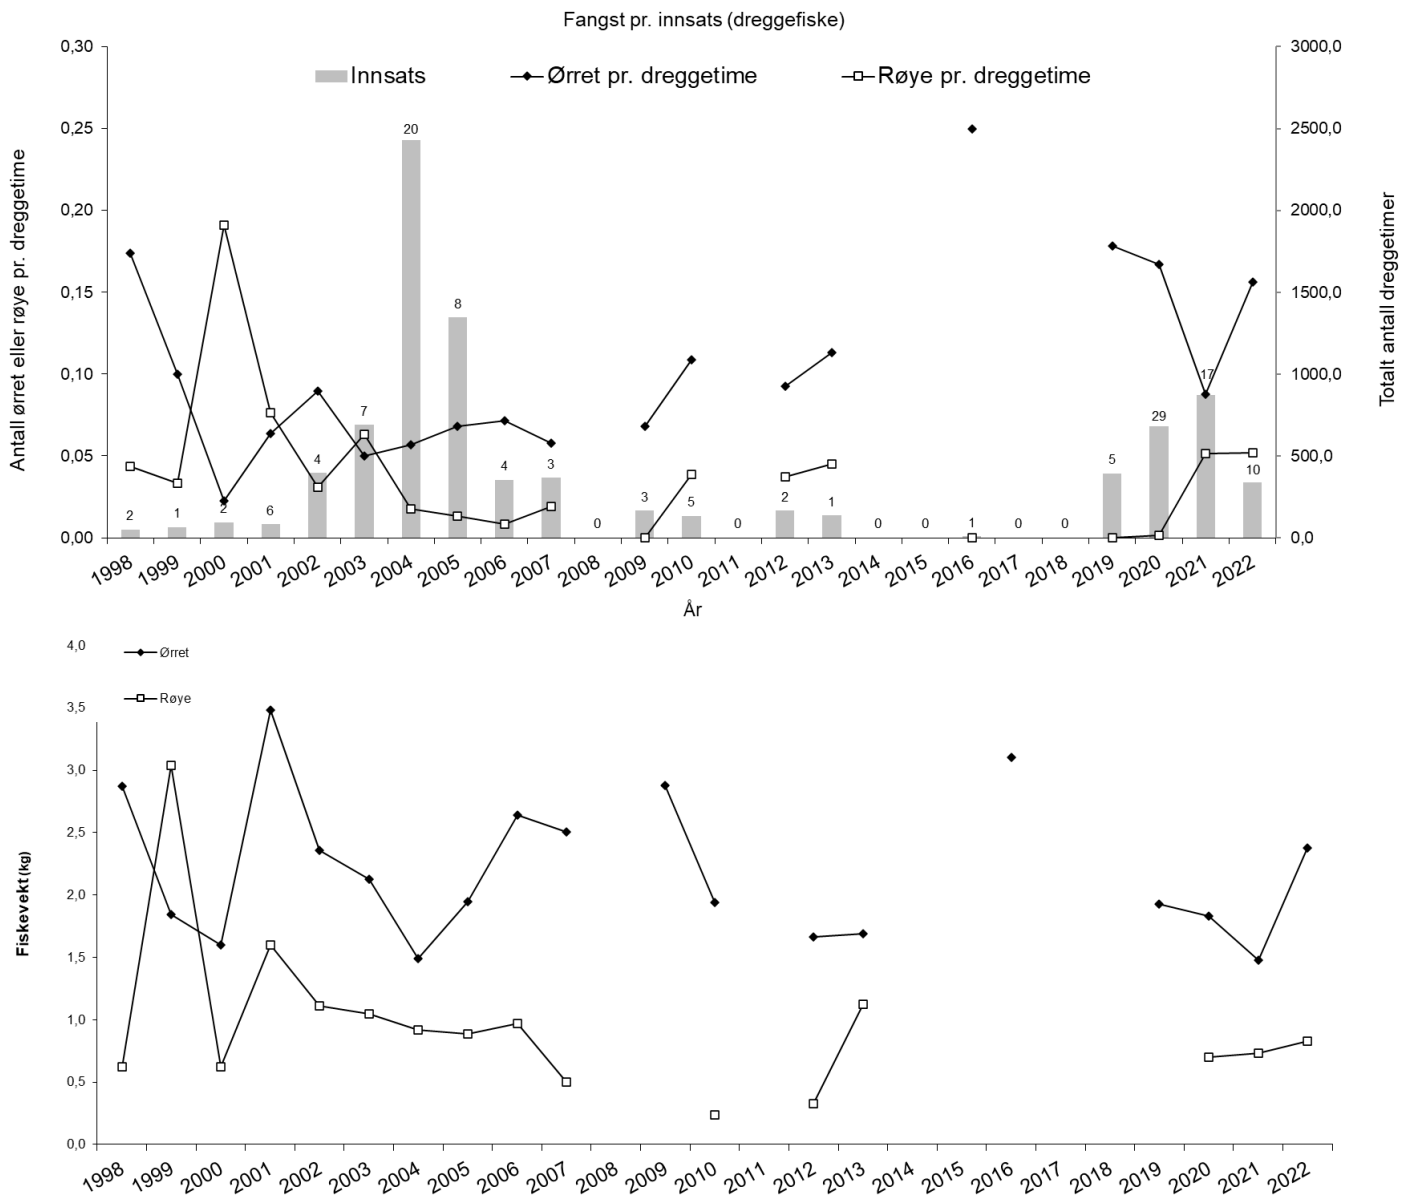 Fangst pr. innsats (dreggefiske)
Innsats
Ørret pr. dreggetime
Røye pr. dreggetime
Antall ørret eller røye pr. dreggetime
0,30
0,25
0,20
0,15
0,10
0,05
0,00
3000,0
2500,0
2000,0
1500,0
1000,0
500,0
0,0
Totalt antall dreggetimer
2 1 2 6 4 7 20 8 4 3 0 3 5 0 2 1 0 0 1 0 0 5 29 17 10
1998 1999 2000 2001 2002 2003 2004 2005 2006 2007 2008 2009 2010 2011 2012 2013 2014 2015 2016 2017 2018 2019 2020 2021 2022
År
Ørret
Røye
Fiskevekt (kg)
4,0
3,5
3,0
2,5
2,0
1,5
1,0
0,5
0,0
1998 1999 2000 2001 2002 2003 2004 2005 2006 2007 2008 2009 2010 2011 2012 2013 2014 2015 2016 2017 2018 2019 2020 2021 2022